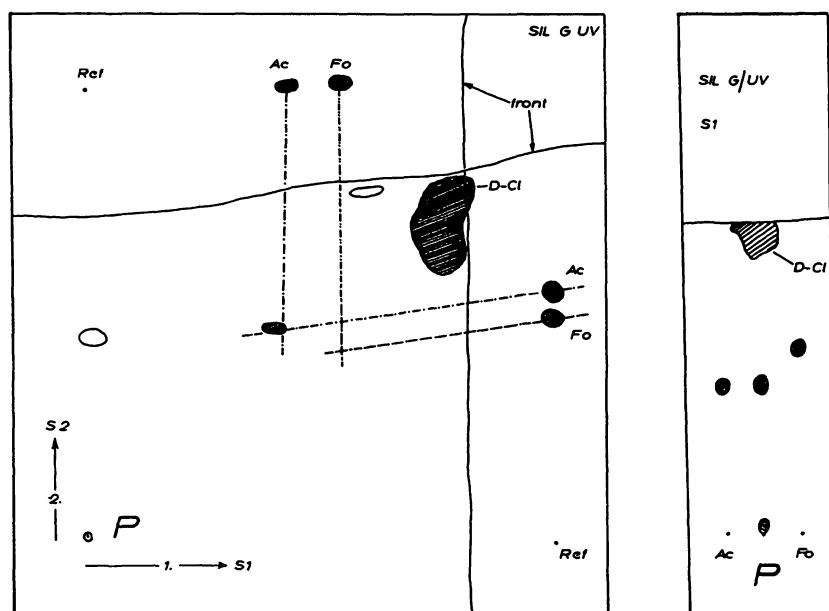 SIL G UV
Ac
Fo
Ref
front
D-Cl
Ac
Fo
S2
2.
P
1.
S1
Ref
SIL G/UV
S1
D-Cl
Ac
Fo
P